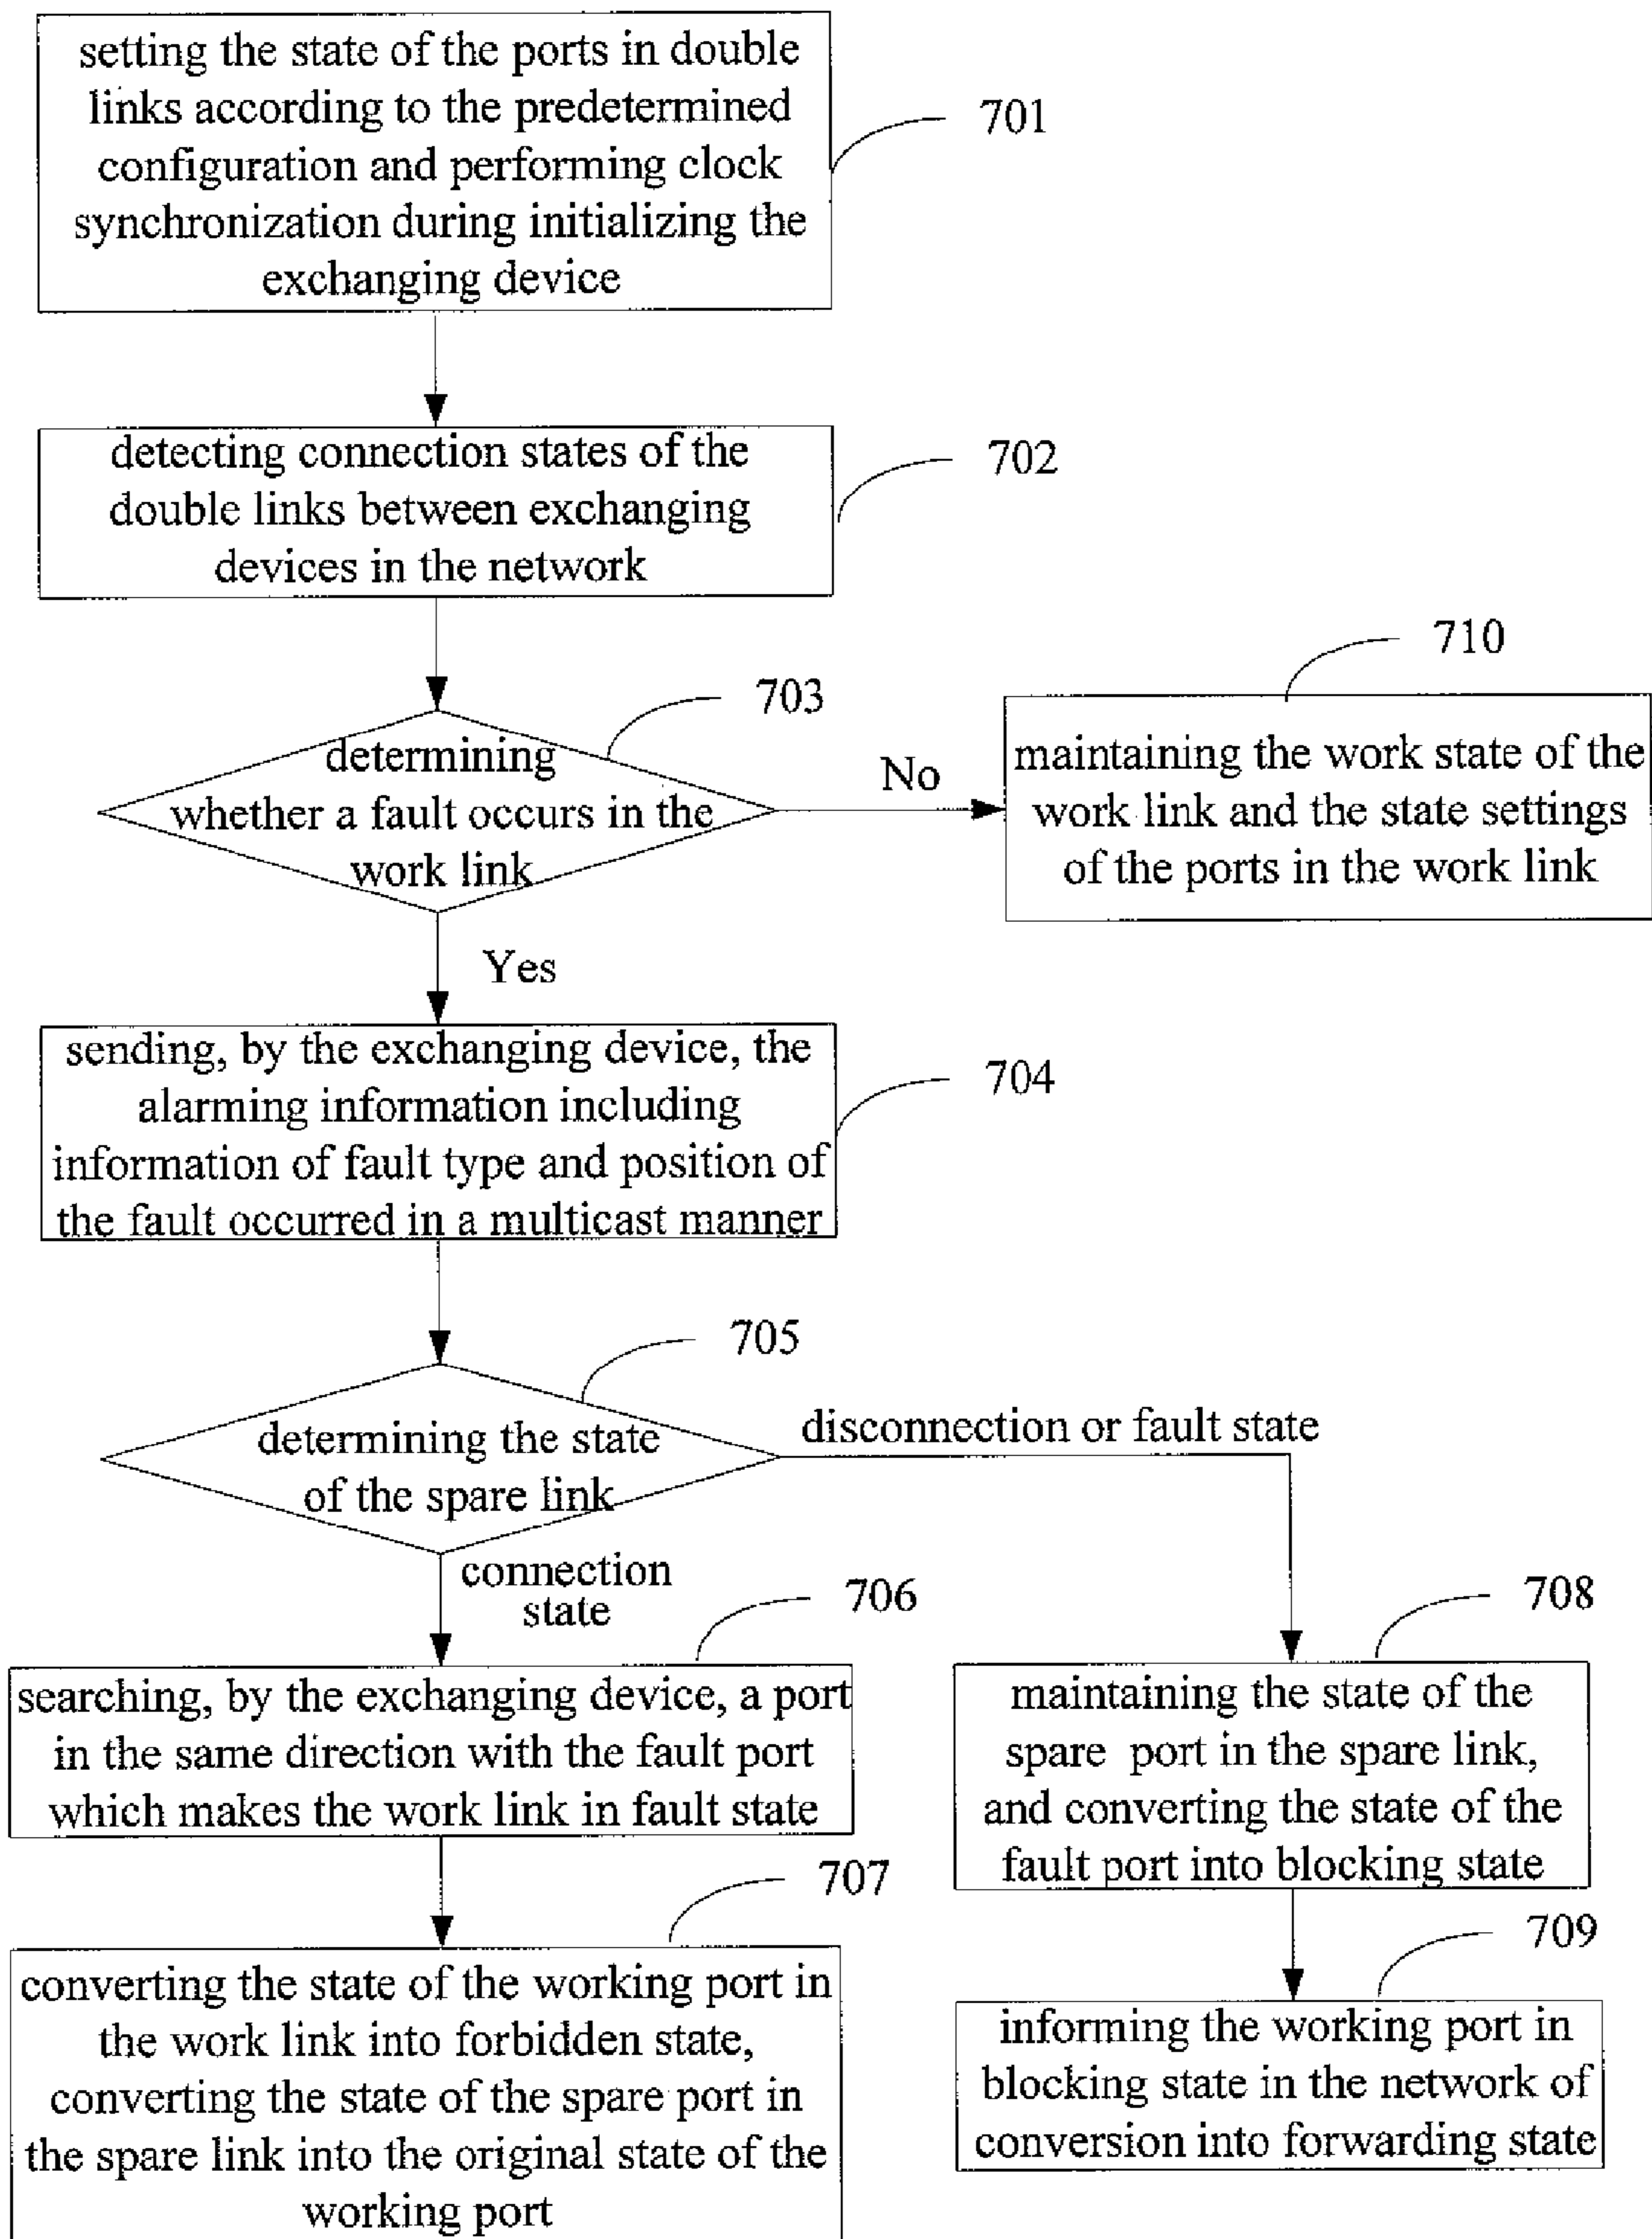 setting the state of the ports in double
links according to the predetermined
configuration and performing clock
synchronization during initializing the
exchanging device
701
detecting connection states of the
double links between exchanging
devices in the network
702
703
determining
whether a fault occurs in the
work link
No
710
maintaining the work state of the
work link and the state settings
of the ports in the work link
Yes
sending, by the exchanging device, the
alarming information including
information of fault type and position of
the fault occurred in a multicast manner
704
705
determining the state
of the spare link
disconnection or fault state
connection
state
706
searching, by the exchanging device, a port
in the same direction with the fault port
which makes the work link in fault state
708
maintaining the state of the
spare port in the spare link,
and converting the state of the
fault port into blocking state
707
converting the state of the working port in
the work link into forbidden state,
converting the state of the spare port in
the spare link into the original state of the
working port
709
informing the working port in
blocking state in the network of
conversion into forwarding state